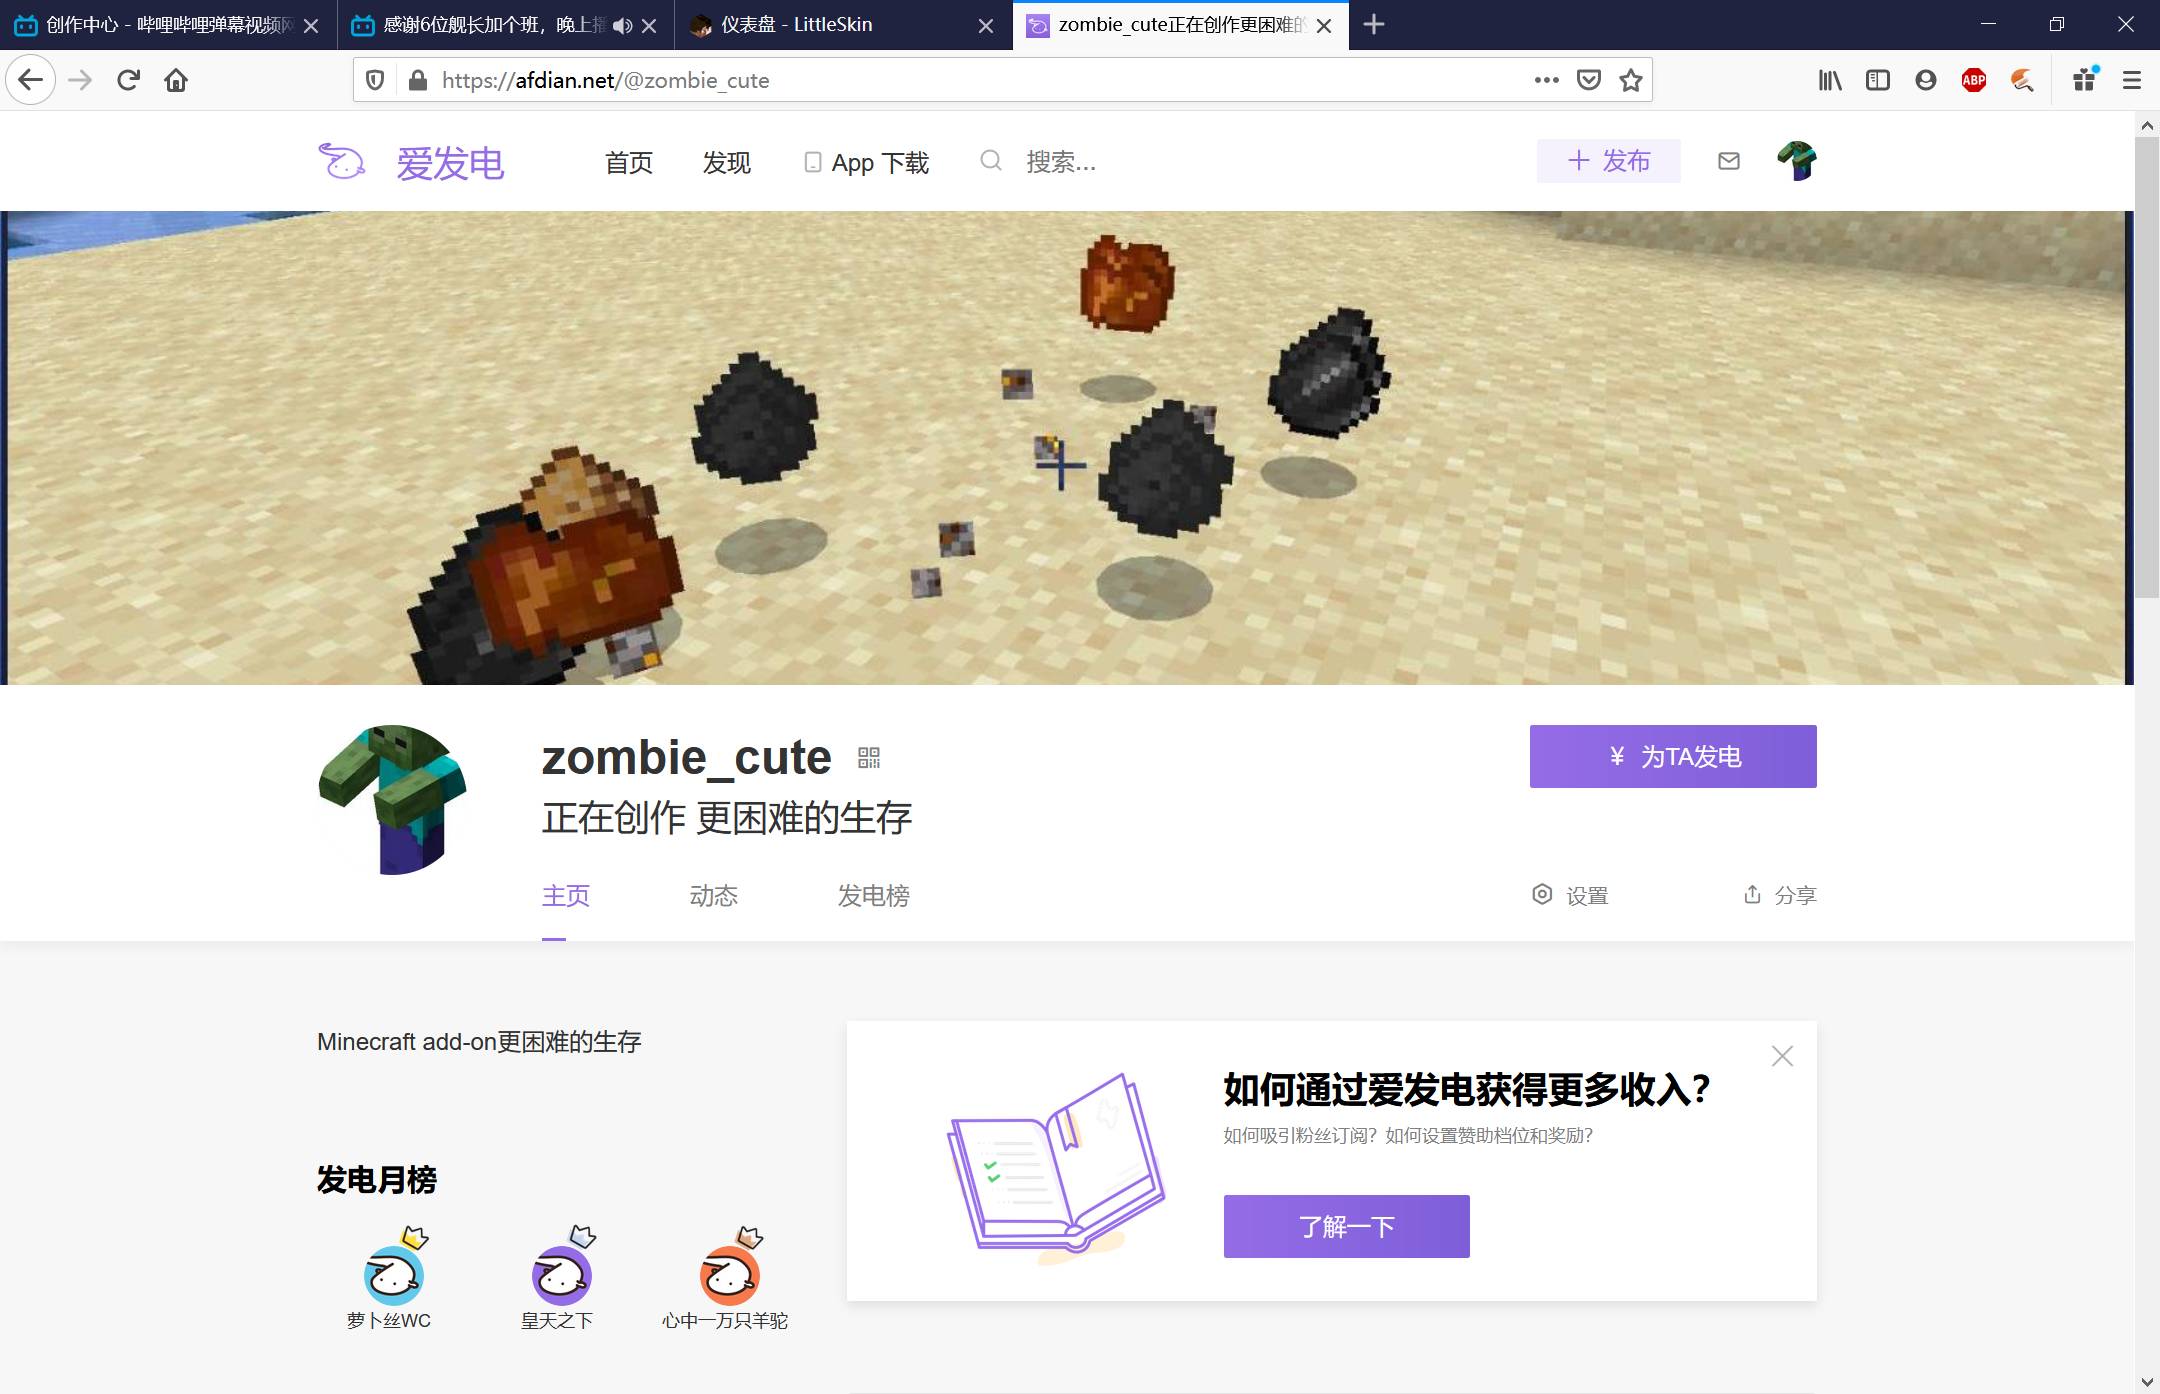 创作中心 - 哔哩哔哩弹幕视频网
感谢6位舰长加个班，晚上播
仪表盘 - LittleSkin
zombie_cute正在创作更困难的
https://afdian.net/@zombie_cute
ABP
爱发电
首页
发现
App 下载
搜索...
发布
zombie_cute
¥ 为TA发电
正在创作 更困难的生存
主页
动态
发电榜
设置
分享
Minecraft add-on更困难的生存
如何通过爱发电获得更多收入?
如何吸引粉丝订阅? 如何设置赞助档位和奖励?
了解一下
发电月榜
萝卜丝WC
皇天之下
心中一万只羊驼